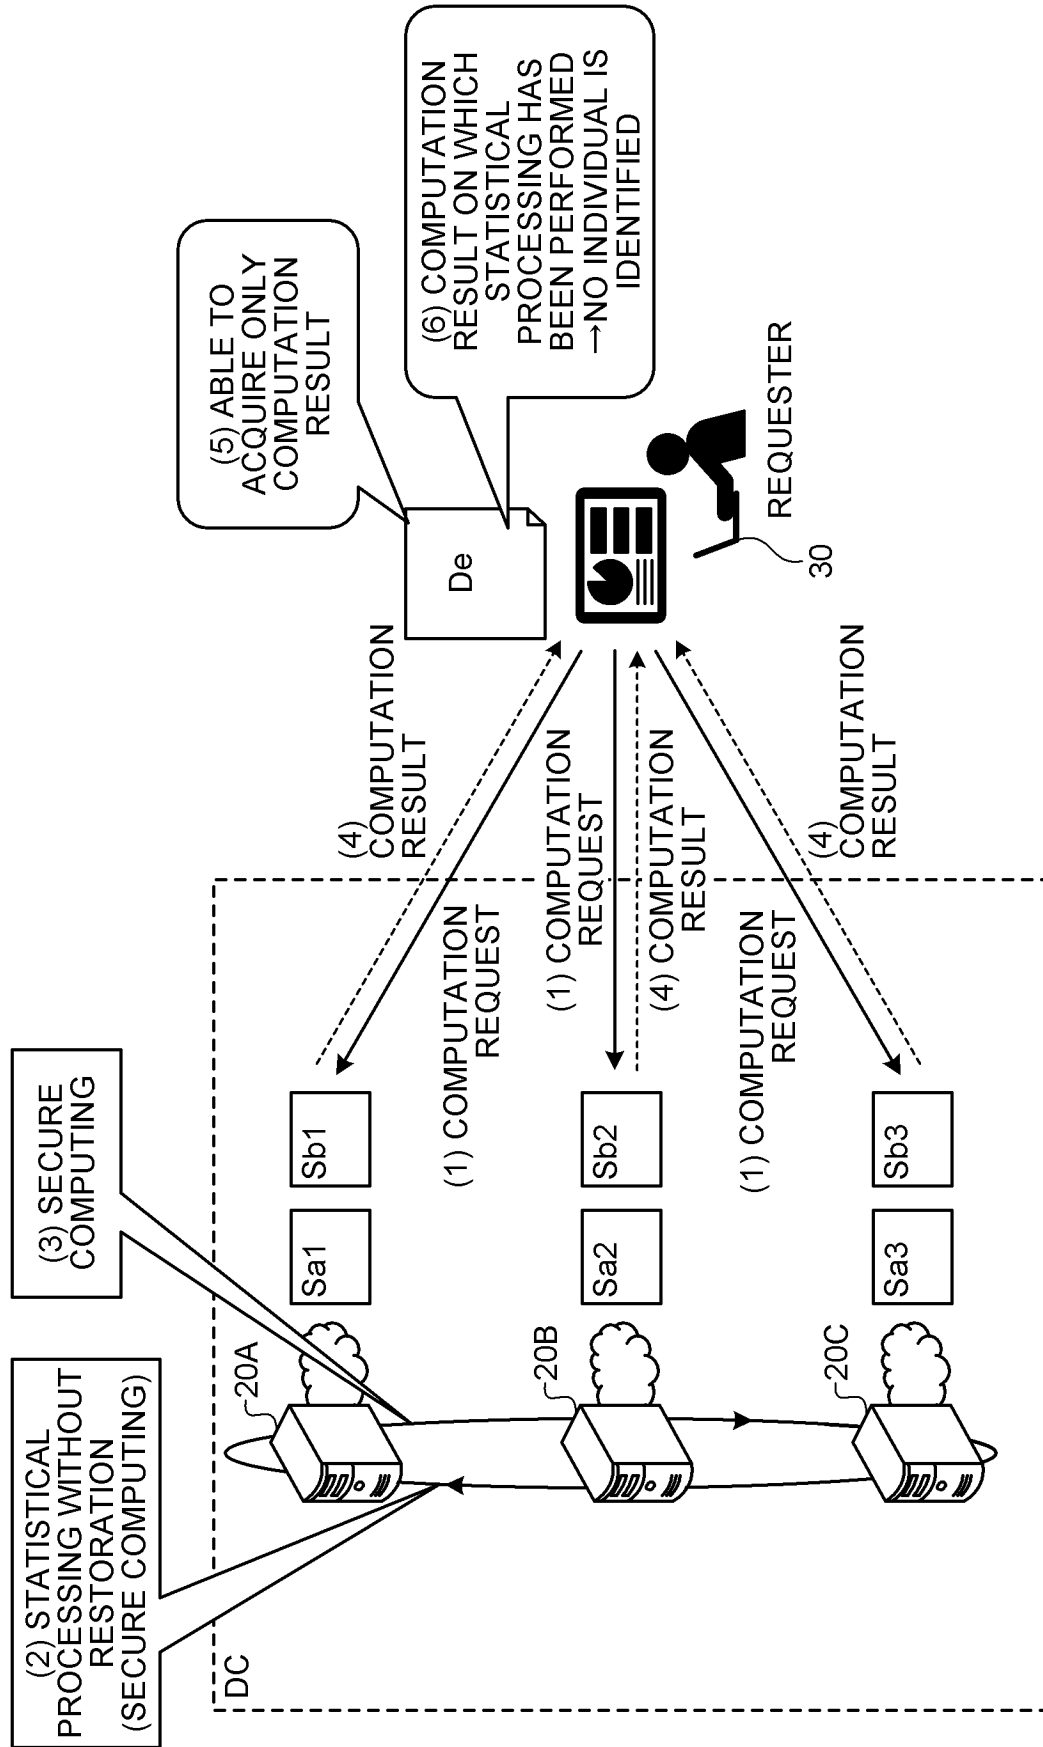 (2) STATISTICAL
PROCESSING WITHOUT
RESTORATION
(SECURE COMPUTING)
(3) SECURE
COMPUTING
DC
20A
Sa1
Sb1
20B
Sa2
Sb2
20C
Sa3
Sb3
(4)
COMPUTATION
RESULT
(1) COMPUTATION
REQUEST
(1) COMPUTATION
REQUEST
(4) COMPUTATION
RESULT
(1) COMPUTATION
REQUEST
(4)
COMPUTATION
RESULT
(5) ABLE TO
ACQUIRE ONLY
COMPUTATION
RESULT
De
(6) COMPUTATION
RESULT ON WHICH
STATISTICAL
PROCESSING HAS
BEEN PERFORMED
→NO INDIVIDUAL IS
IDENTIFIED
30
REQUESTER